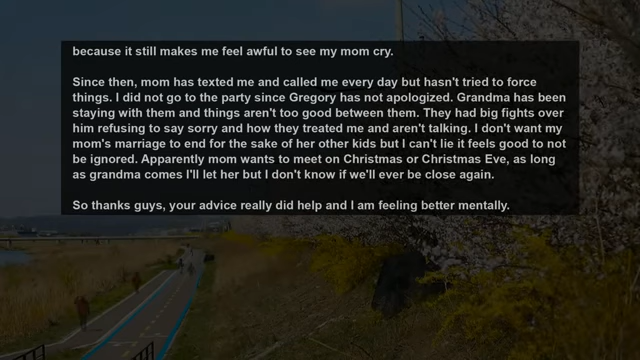 because it still makes me feel awful to see my mom cry.
Since then, mom has texted me and called me every day but hasn't tried to force
things. I did not go to the party since Gregory has not apologized. Grandma has been
staying with them and things aren't too good between them. They had big fights over
him refusing to say sorry and how they treated me and aren't talking. I don't want my
mom's marriage to end for the sake of her other kids but I can't lie it feels good to not
be ignored. Apparently mom wants to meet on Christmas or Christmas Eve, as long
as grandma comes I'll let her but I don't know if we'll ever be close again.
So thanks guys, your advice really did help and I am feeling better mentally.